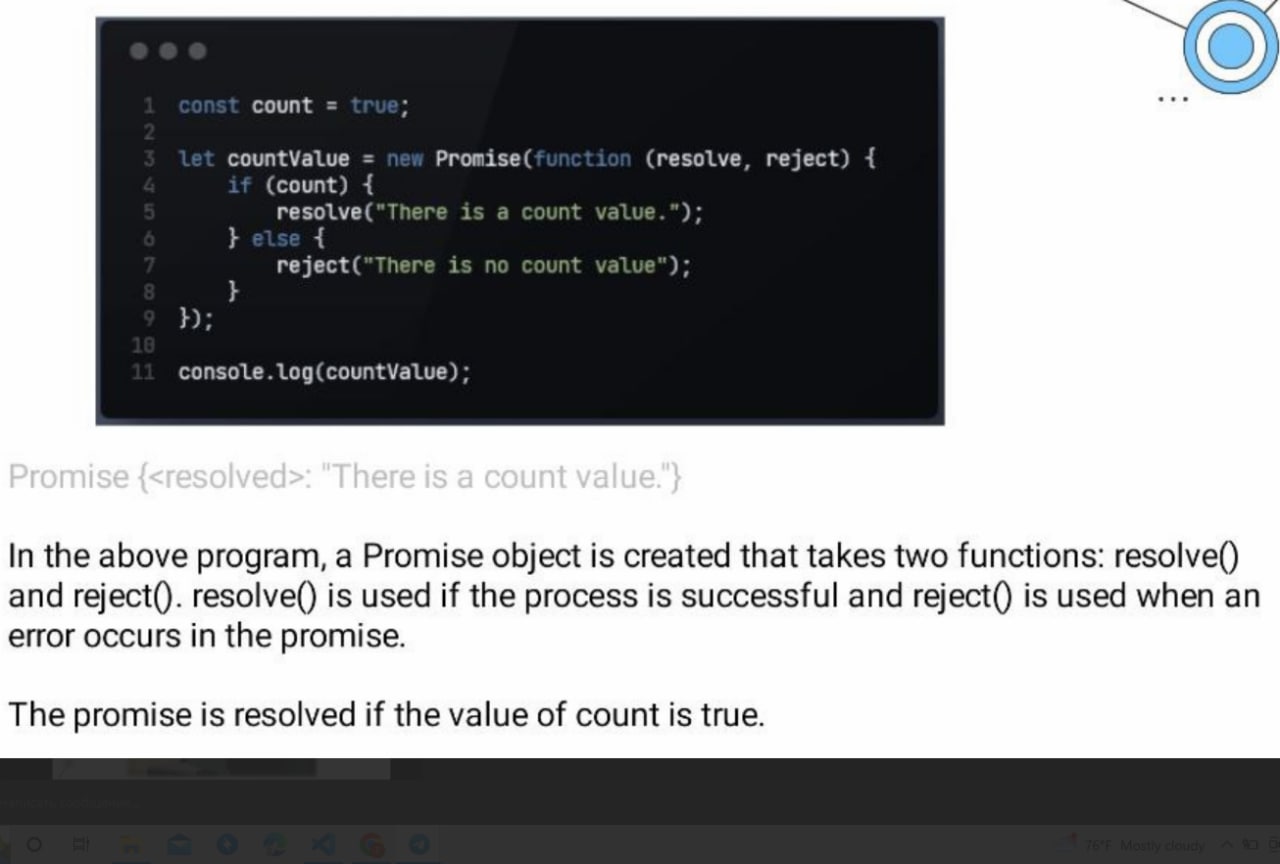 1 const count = true;
2
3 let countValue = new Promise(function (resolve, reject) {
4 if (count) {
5 resolve("There is a count value.");
6 } else {
7 reject("There is no count value");
8 }
9 });
10
11 console.log(countValue);
...
Promise {<resolved>: "There is a count value."}
In the above program, a Promise object is created that takes two functions: resolve()
and reject(). resolve() is used if the process is successful and reject() is used when an
error occurs in the promise.
The promise is resolved if the value of count is true.
76°F Mostly cloudy